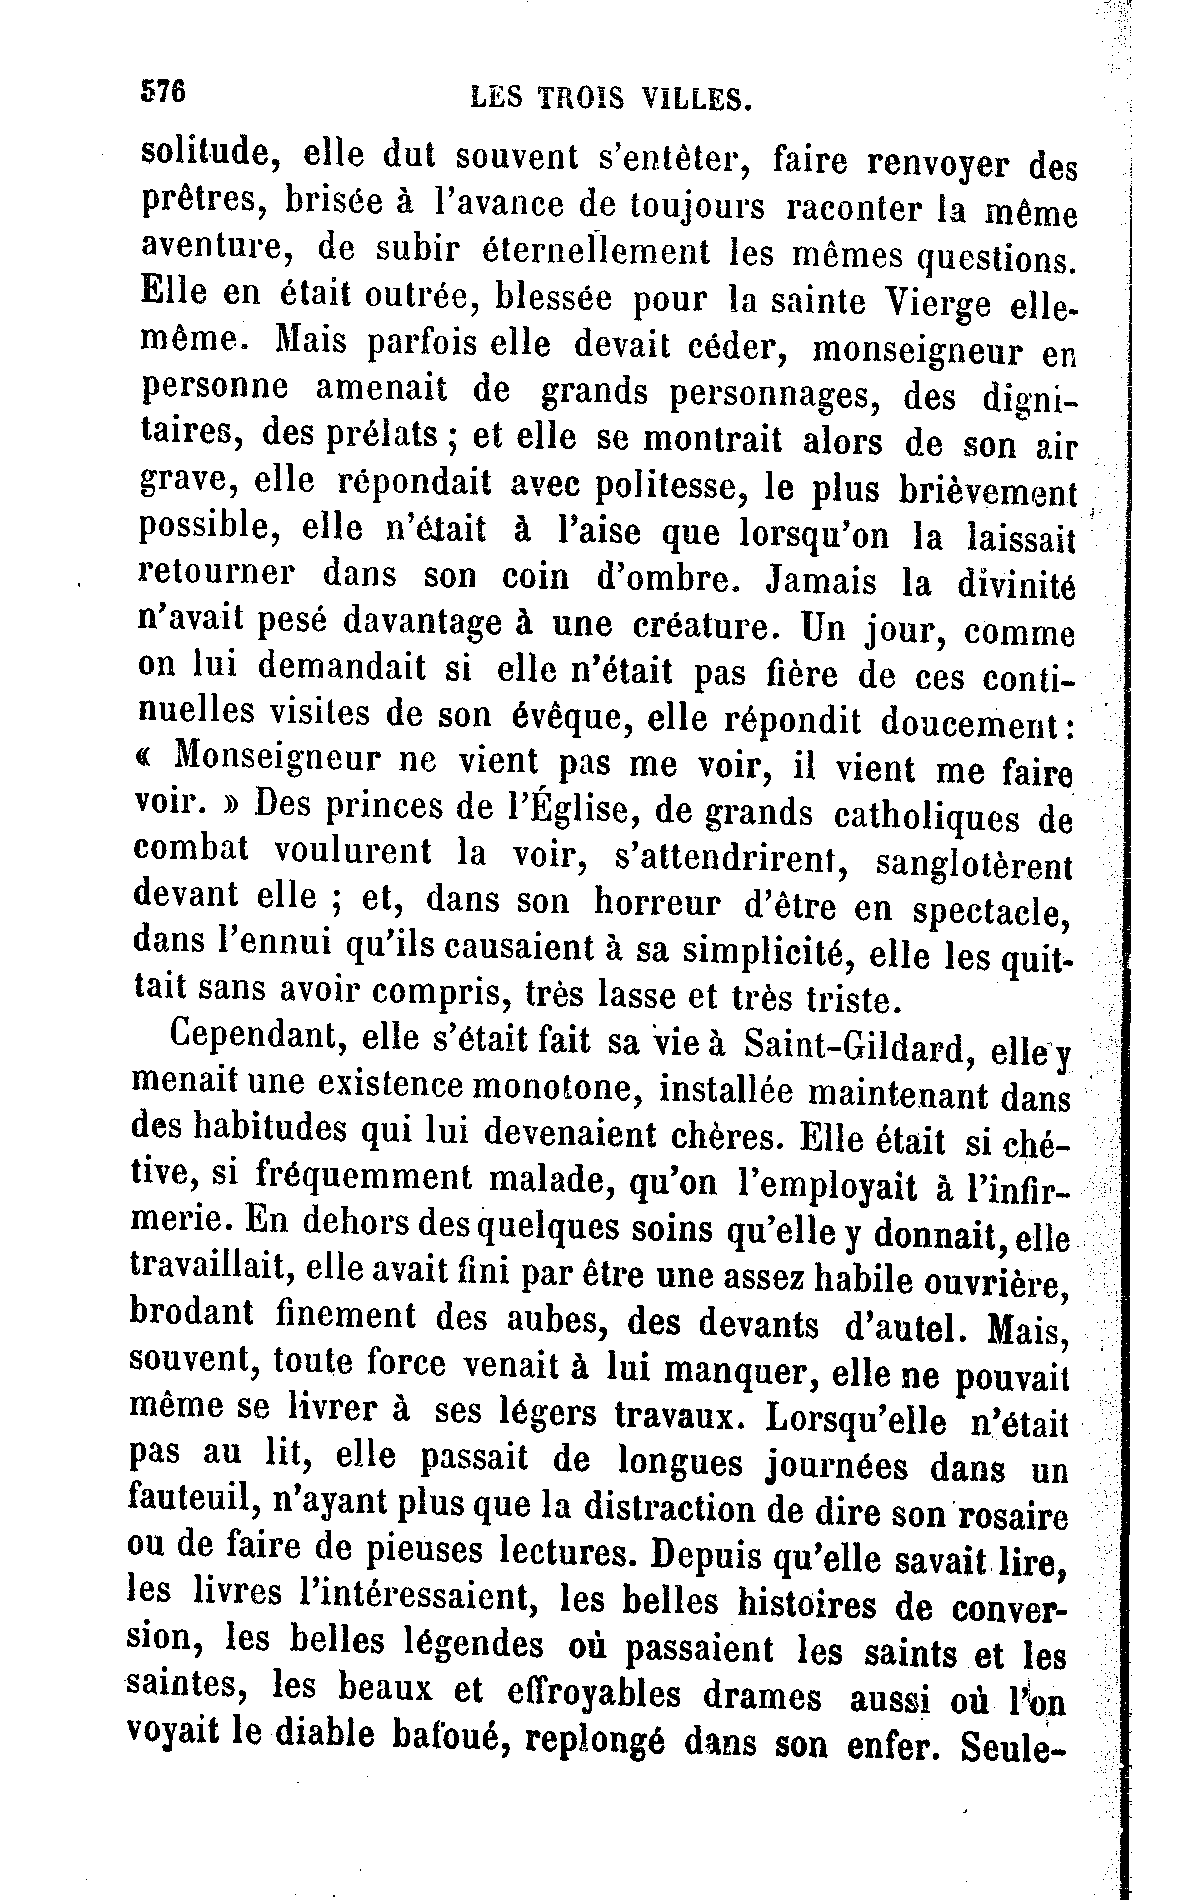 576
LES TROIS VILLES.
solitude, elle dut souvent s'entêter, faire renvoyer des
prêtres, brisée à l'avance de toujours raconter la même
aventure, de subir éternellement les mêmes questions.
Elle en était outrée, blessée pour la sainte Vierge elle-
même. Mais parfois elle devait céder, monseigneur en
personne amenait de grands personnages, des digni-
taires, des prélats ; et elle se montrait alors de son air
grave, elle répondait avec politesse, le plus brièvement
possible, elle n'était à l'aise que lorsqu'on la laissait
retourner dans son coin d'ombre. Jamais la divinité
n'avait pesé davantage à une créature. Un jour, comme
on lui demandait si elle n'était pas fière de ces conti-
nuelles visites de son évêque, elle répondit doucement :
« Monseigneur ne vient pas me voir, il vient me faire
voir. » Des princes de l'Église, de grands catholiques de
combat voulurent la voir, s'attendrirent, sanglotèrent
devant elle ; et, dans son horreur d'être en spectacle,
dans l'ennui qu'ils causaient à sa simplicité, elle les quit-
tait sans avoir compris, très lasse et très triste.
Cependant, elle s'était fait sa vie à Saint-Gildard, elle y
menait une existence monotone, installée maintenant dans
des habitudes qui lui devenaient chères. Elle était si ché-
tive, si fréquemment malade, qu'on l'employait à l'infir-
merie. En dehors des quelques soins qu'elle y donnait, elle
travaillait, elle avait fini par être une assez habile ouvrière,
brodant finement des aubes, des devants d'autel. Mais,
souvent, toute force venait à lui manquer, elle ne pouvait
même se livrer à ses légers travaux. Lorsqu'elle n'était
pas au lit, elle passait de longues journées dans un
fauteuil, n'ayant plus que la distraction de dire son rosaire
ou de faire de pieuses lectures. Depuis qu'elle savait lire,
les livres l'intéressaient, les belles histoires de conver-
sion, les belles légendes où passaient les saints et les
saintes, les beaux et effroyables drames aussi où l'on
voyait le diable bafoué, replongé dans son enfer. Seule-